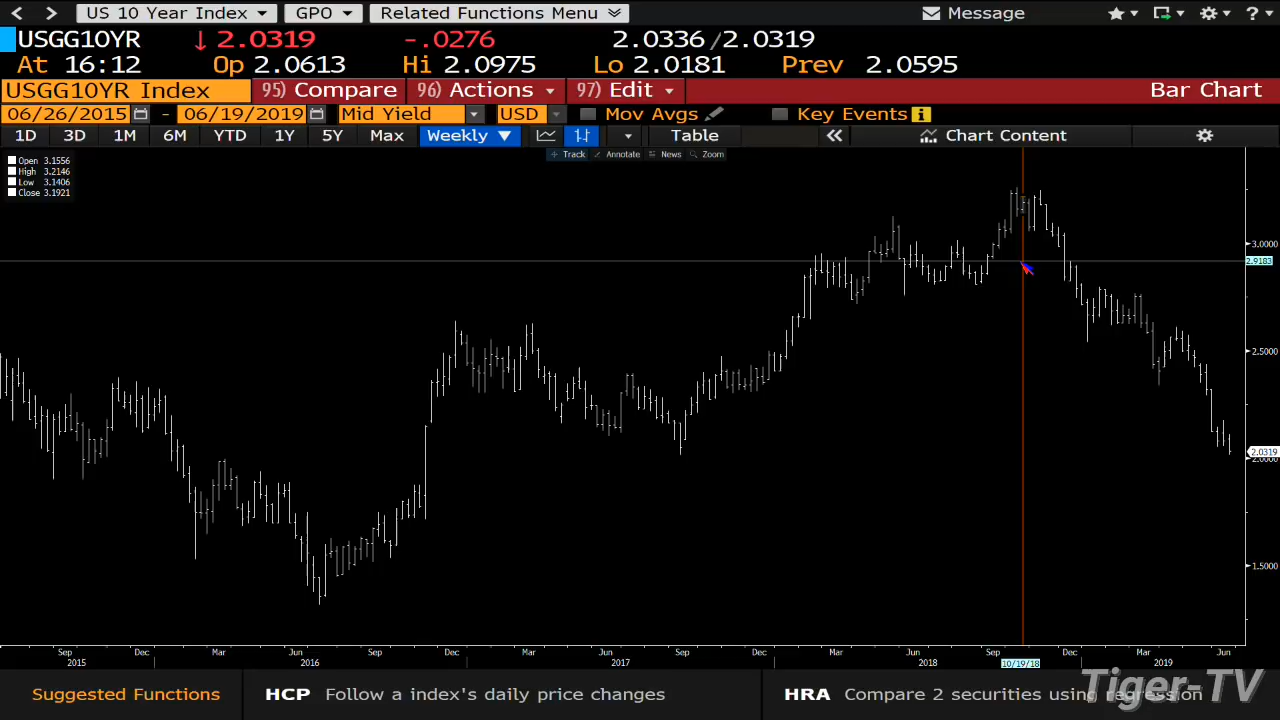 US 10 Year Index GPO Related Functions Menu Message ?
USGG10YR ↓ 2.0319 -.0276 2.0336/2.0319
At 16:12 Op 2.0613 Hi 2.0975 Lo 2.0181 Prev 2.0595
USGG10YR Index 95) Compare 96) Actions 97) Edit Bar Chart
06/26/2015 - 06/19/2019 Mid Yield USD Mov Avgs Key Events i
1D 3D 1M 6M YTD 1Y 5Y Max Weekly Table Chart Content
Track Annotate News Zoom
Open 3.1556
High 3.2146
Low 3.1406
Close 3.1921
3.0000
2.9183
2.5000
2.0319
2.0000
1.5000
Sep Dec Mar Jun Sep Dec Mar Jun Sep Dec Mar Jun Sep Dec Mar Jun
2015 2016 2017 2018 10/19/18 2019
Suggested Functions HCP Follow a index's daily price changes HRA Compare 2 securities using regression
Tiger-TV